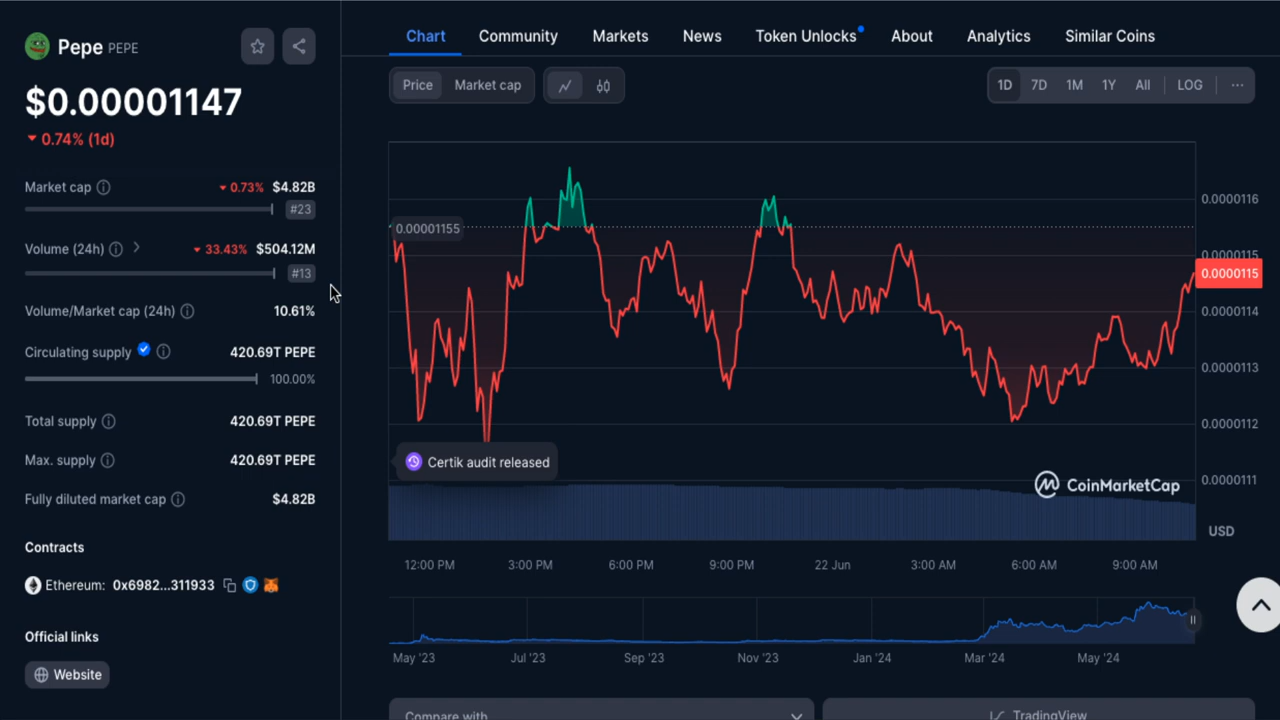 Pepe PEPE
$0.00001147
0.74% (1d)
Market cap 0.73% $4.82B
#23
Volume (24h) 33.43% $504.12M
#13
Volume/Market cap (24h) 10.61%
Circulating supply 420.69T PEPE
100.00%
Total supply 420.69T PEPE
Max. supply 420.69T PEPE
Fully diluted market cap $4.82B
Contracts
Ethereum: 0x6982...311933
Official links
Website
Chart Community Markets News Token Unlocks About Analytics Similar Coins
Price Market cap 1D 7D 1M 1Y All LOG ...
0.0000116
0.00001155
0.0000115
0.0000115
0.0000114
0.0000113
0.0000112
Certik audit released
CoinMarketCap 0.0000111
USD
12:00 PM 3:00 PM 6:00 PM 9:00 PM 22 Jun 3:00 AM 6:00 AM 9:00 AM
May '23 Jul '23 Sep '23 Nov '23 Jan '24 Mar '24 May '24
Compare with TradingView